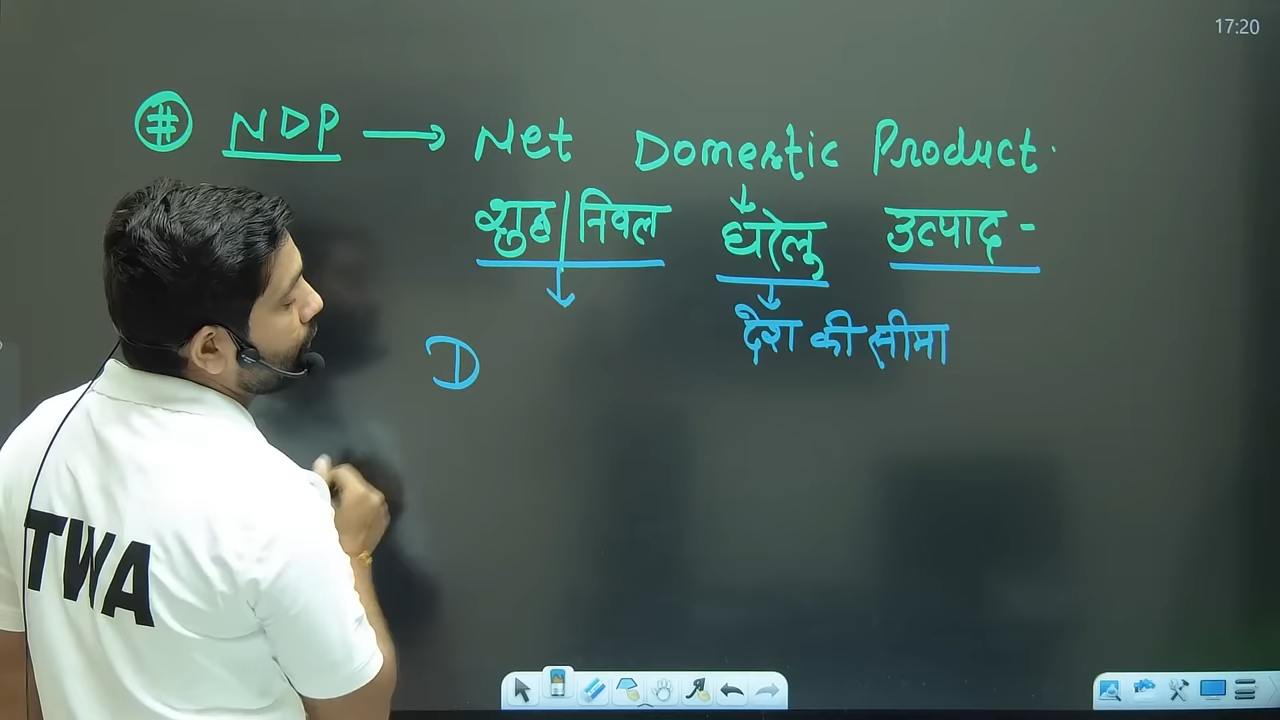 17:20
# NDP → Net Domestic Product.
शुद्ध/निवल घरेलु उत्पाद -
देश की सीमा
D
TWA